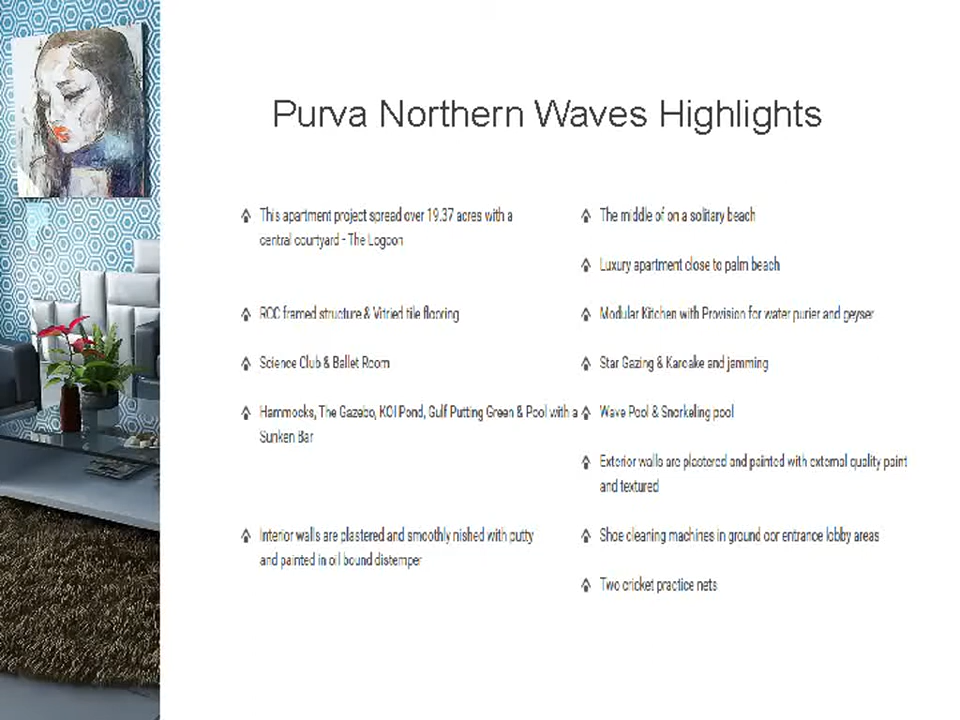 Purva Northern Waves Highlights
This apartment project spread over 19.37 acres with a
central courtyard - The Logoon
RCC framed structure & Vitried tile flooring
Science Club & Ballet Room
Hammocks, The Gazebo, KOI Pond, Gulf Putting Green & Pool with a
Sunken Bar
Interior walls are plastered and smoothly nished with putty
and painted in oil bound distemper
The middle of on a solitary beach
Luxury apartment close to palm beach
Modular Kitchen with Provision for water purier and geyser
Star Gazing & Karoake and jamming
Wave Pool & Snorkeling pool
Exterior walls are plastered and painted with external quality paint
and textured
Shoe cleaning machines in ground oor entrance lobby areas
Two cricket practice nets